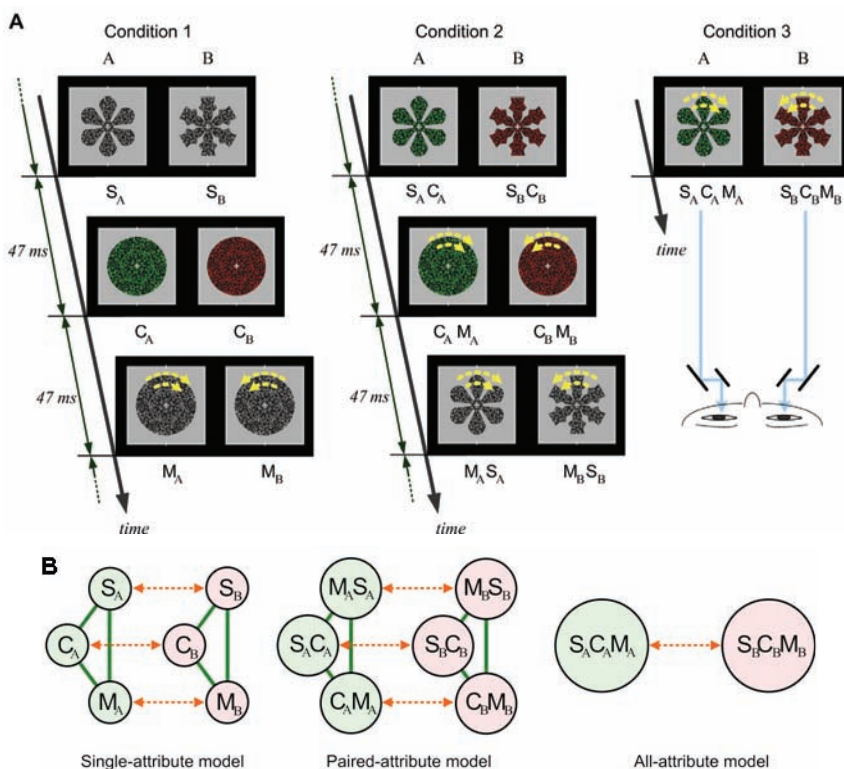 A
Condition 1
Condition 2
Condition 3
A B
A B
A B
S_A S_B
S_A C_A S_B C_B
S_A C_A M_A S_B C_B M_B
47 ms
47 ms
time
C_A C_B
C_A M_A C_B M_B
47 ms
47 ms
M_A M_B
M_A S_A M_B S_B
time
time
B
S_A S_B
M_A S_A M_B S_B
C_A C_B
S_A C_A S_B C_B
S_A C_A M_A S_B C_B M_B
M_A M_B
C_A M_A C_B M_B
Single-attribute model
Paired-attribute model
All-attribute model